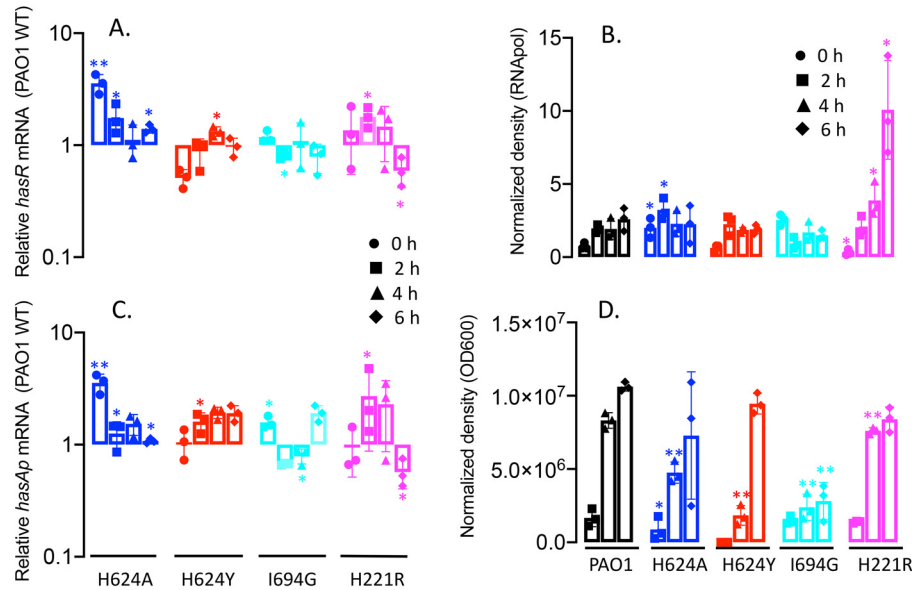 A.
Relative hasR mRNA (PAO1 WT)
10
1
0.1
**
*
*
*
*
*
*
0 h
2 h
4 h
6 h
B.
Normalized density (RNApol)
15
10
5
0
0 h
2 h
4 h
6 h
*
*
*
*
*
C.
Relative hasAp mRNA (PAO1 WT)
10
1
0.1
**
*
*
*
*
*
*
*
H624A
H624Y
I694G
H221R
D.
Normalized density (OD600)
1.5×10⁷
1.0×10⁷
5.0×10⁶
0.0
*
**
**
**
**
**
PAO1
H624A
H624Y
I694G
H221R